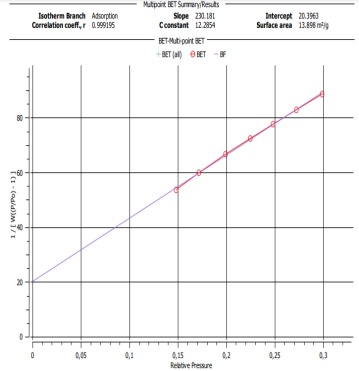 Multipoint BET Summary/Results
Isotherm Branch Adsorption Slope 230.181 Intercept 20.3963
Correlation coeff., r 0.999195 C constant 12.2854 Surface area 13.898 m²/g
BET-Multi-point BET
BET (all) BET BF
1 / [ W((P/Po) - 1) ]
80
60
40
20
0
0 0,05 0,1 0,15 0,2 0,25 0,3
Relative Pressure